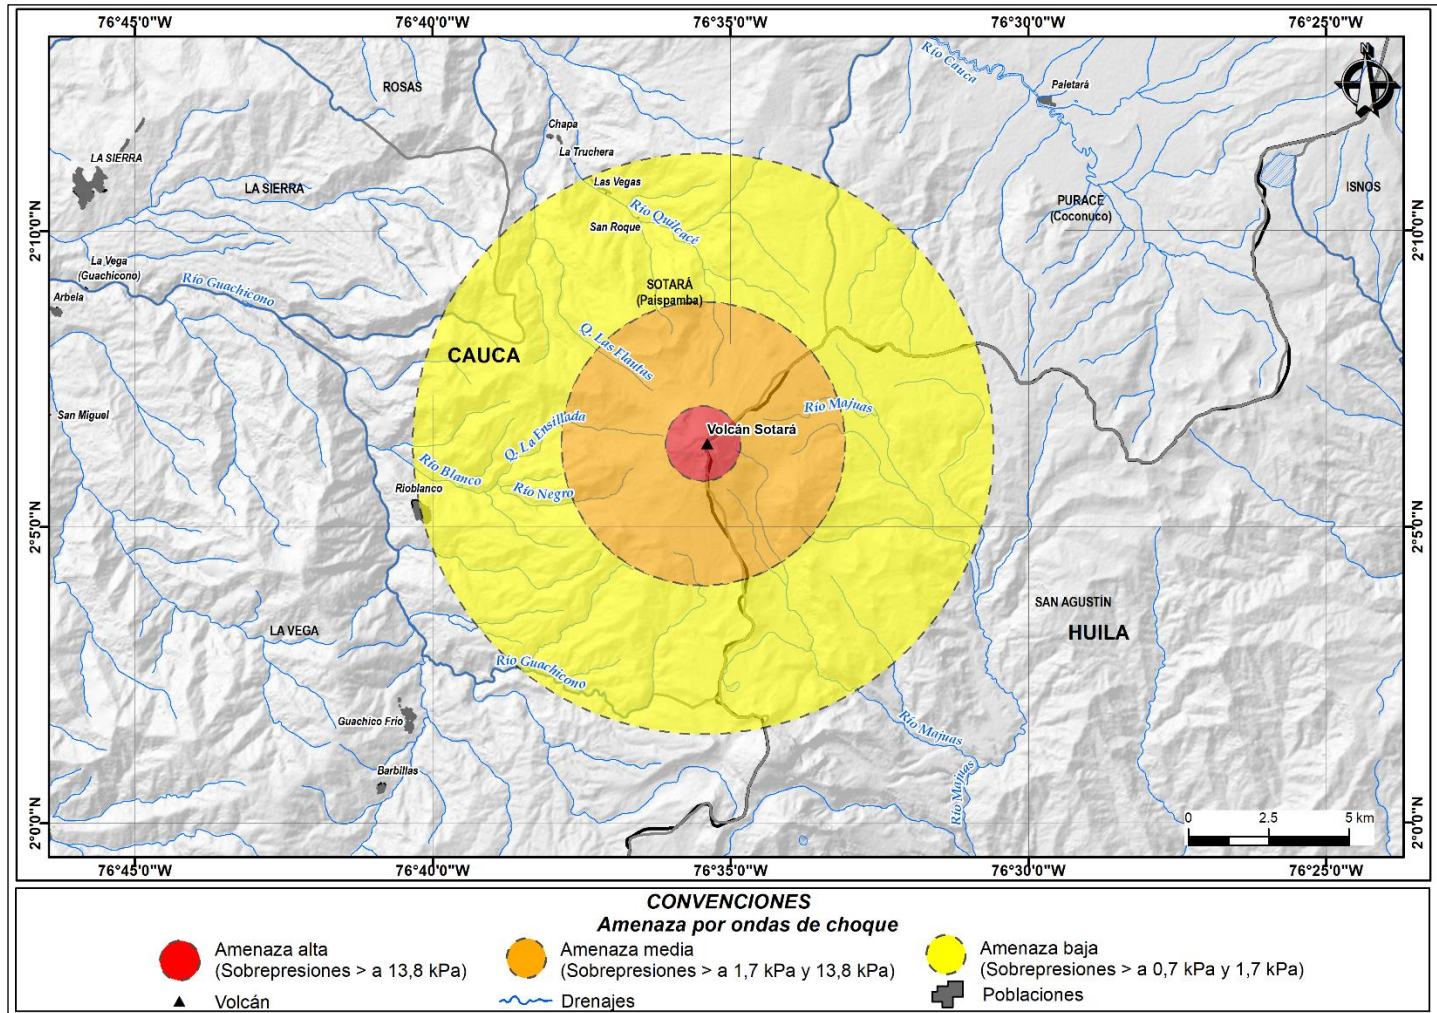 76°45'0"W 76°40'0"W 76°35'0"W 76°30'0"W 76°25'0"W
N
Río Cauca
Paletará
ROSAS
Chapa
La Truchera
LA SIERRA
LA SIERRA
Las Vegas
ISNOS
PURACÉ
(Coconuco)
Río Quilcacé
San Roque
2°10'0"N 2°10'0"N
La Vega
(Guachicono)
Río Guachicono
Arbela
SOTARÁ
(Paispamba)
Q. Las Flautas
CAUCA
San Miguel
Río Majuas
Volcán Sotará
Q. La Ensillada
Río Blanco
Rioblanco
Río Negro
2°5'0"N 2°5'0"N
SAN AGUSTÍN
HUILA
LA VEGA
Río Guachicono
Guachico Frío
Río Majuas
Barbillas
Río Majuas
0 2.5 5 km
2°0'0"N 2°0'0"N
76°45'0"W 76°40'0"W 76°35'0"W 76°30'0"W 76°25'0"W
CONVENCIONES
Amenaza por ondas de choque
Amenaza alta
(Sobrepresiones > a 13,8 kPa)
Amenaza media
(Sobrepresiones > a 1,7 kPa y 13,8 kPa)
Amenaza baja
(Sobrepresiones > a 0,7 kPa y 1,7 kPa)
Volcán
Drenajes
Poblaciones